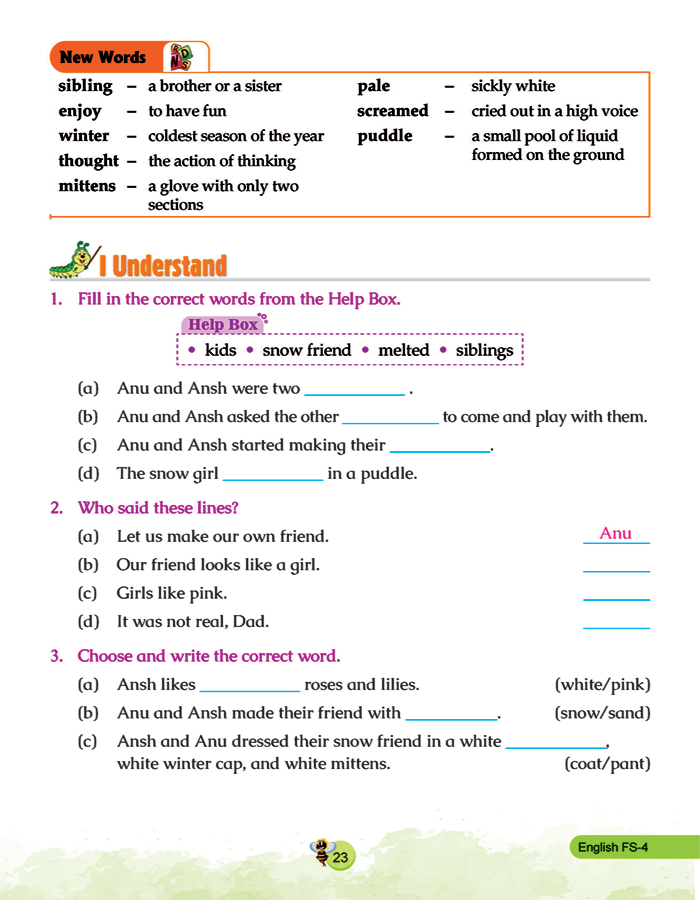 New Words
sibling – a brother or a sister
enjoy – to have fun
winter – coldest season of the year
thought – the action of thinking
mittens – a glove with only two
sections
pale – sickly white
screamed – cried out in a high voice
puddle – a small pool of liquid
formed on the ground
I Understand
1. Fill in the correct words from the Help Box.
Help Box
• kids • snow friend • melted • siblings
(a) Anu and Ansh were two ____________ .
(b) Anu and Ansh asked the other ____________ to come and play with them.
(c) Anu and Ansh started making their ____________.
(d) The snow girl ____________ in a puddle.
2. Who said these lines?
(a) Let us make our own friend. Anu
(b) Our friend looks like a girl. ________
(c) Girls like pink. ________
(d) It was not real, Dad. ________
3. Choose and write the correct word.
(a) Ansh likes ____________ roses and lilies. (white/pink)
(b) Anu and Ansh made their friend with ___________. (snow/sand)
(c) Ansh and Anu dressed their snow friend in a white ____________,
white winter cap, and white mittens. (coat/pant)
23
English FS-4